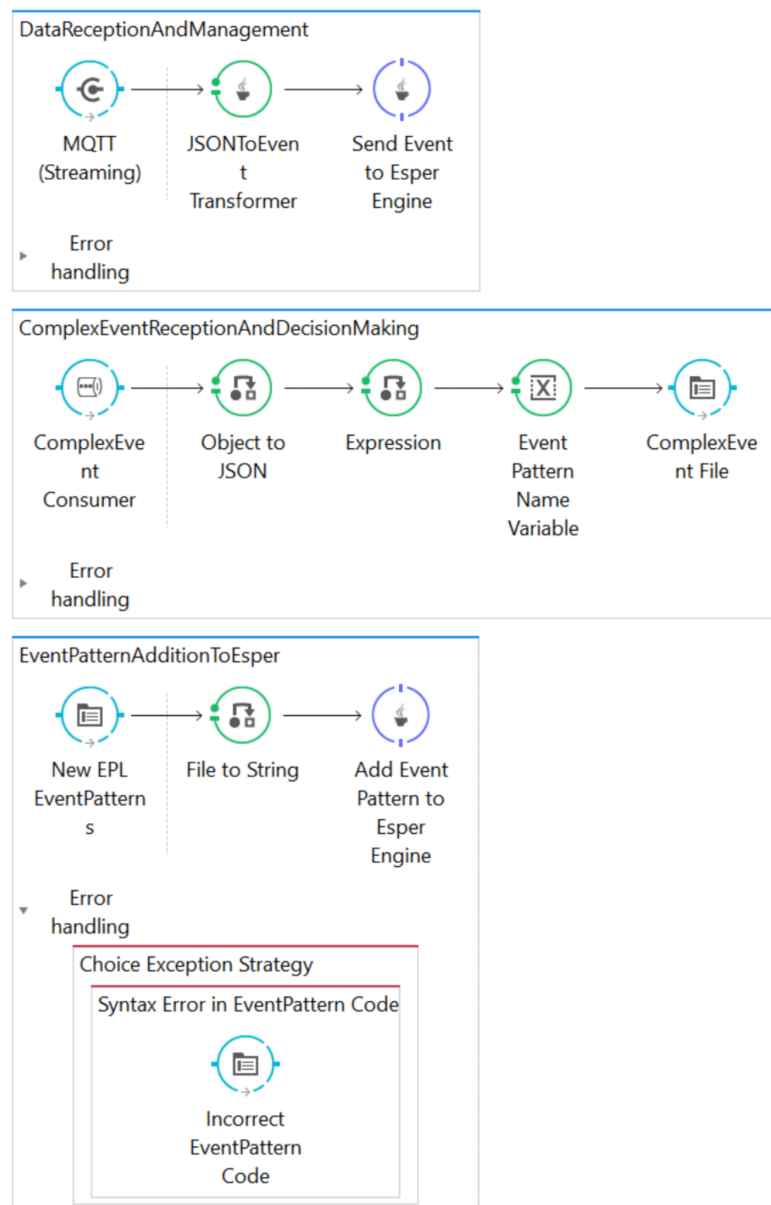 DataReceptionAndManagement
MQTT
(Streaming)
JSONToEven
t
Transformer
Send Event
to Esper
Engine
Error
handling
ComplexEventReceptionAndDecisionMaking
ComplexEve
nt
Consumer
Object to
JSON
Expression
Event
Pattern
Name
Variable
ComplexEve
nt File
Error
handling
EventPatternAdditionToEsper
New EPL
EventPattern
s
File to String
Add Event
Pattern to
Esper
Engine
Error
handling
Choice Exception Strategy
Syntax Error in EventPattern Code
Incorrect
EventPattern
Code